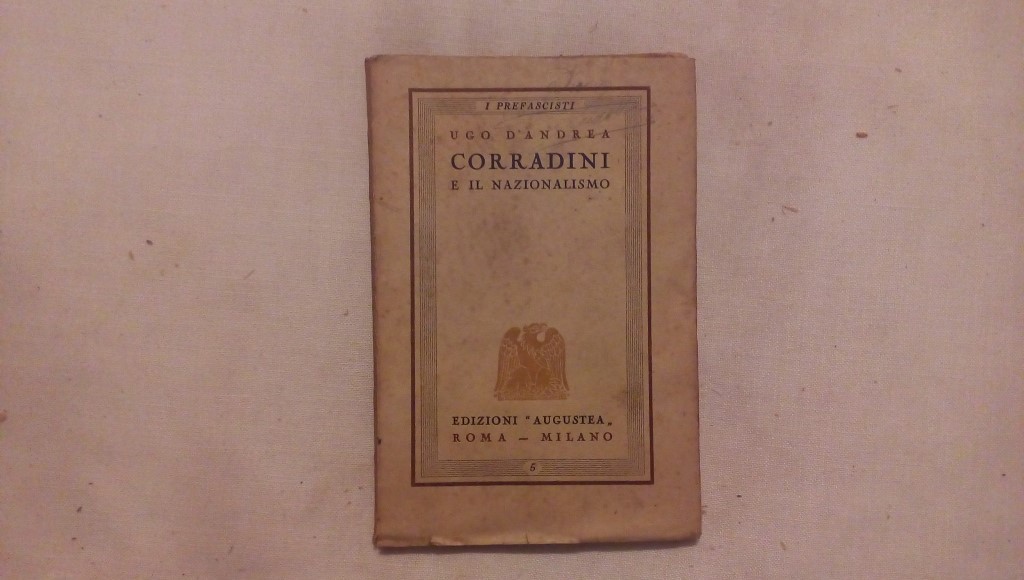 I PREFASCISTI
UGO D'ANDREA
CORRADINI
E IL NAZIONALISMO
EDIZIONI "AUGUSTEA„
ROMA — MILANO
5